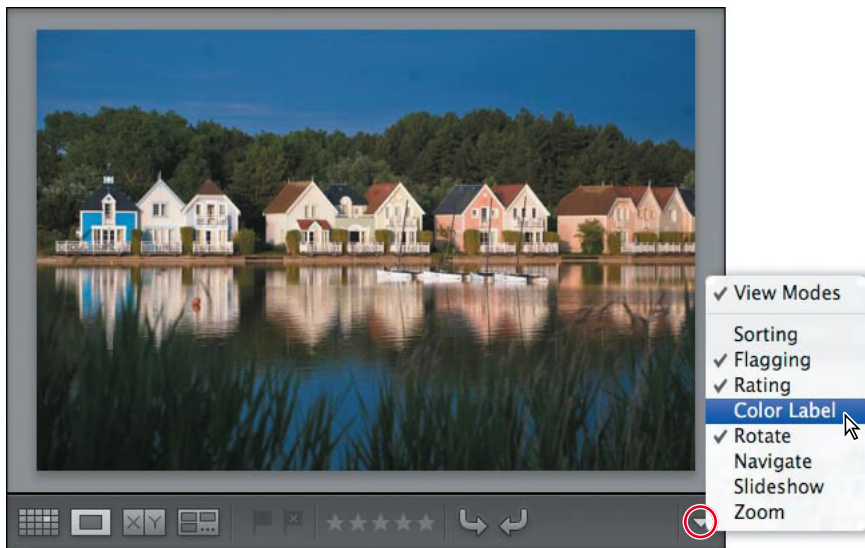 View Modes
Sorting
Flagging
Rating
Color Label
Rotate
Navigate
Slideshow
Zoom
X Y